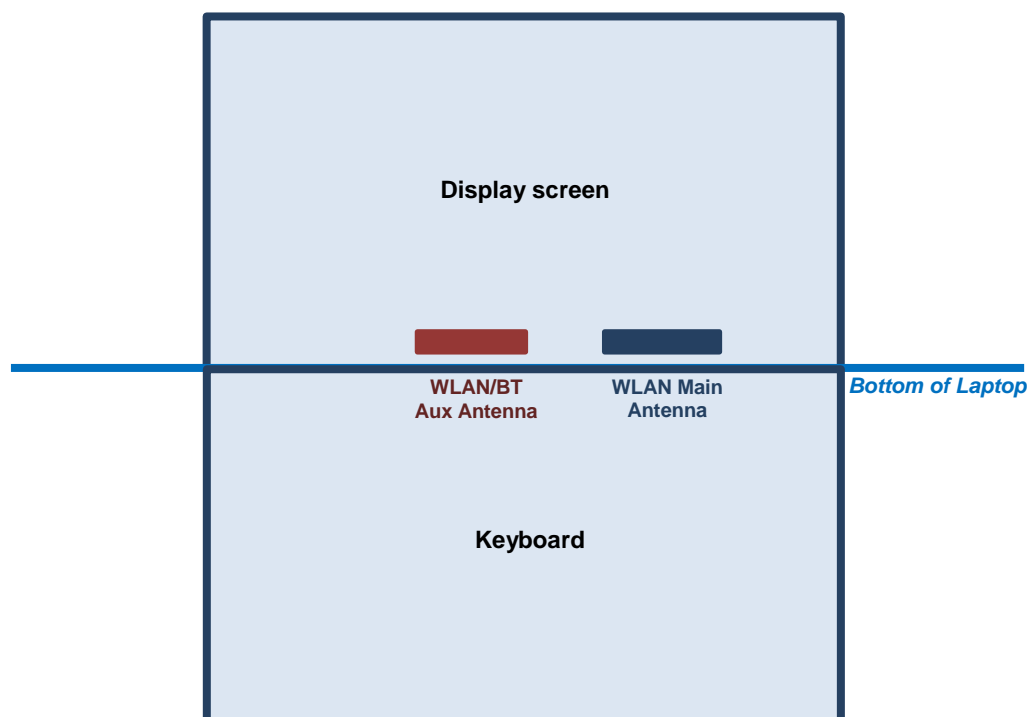 Display screen
WLAN/BT
Aux Antenna
WLAN Main
Antenna
Bottom of Laptop
Keyboard